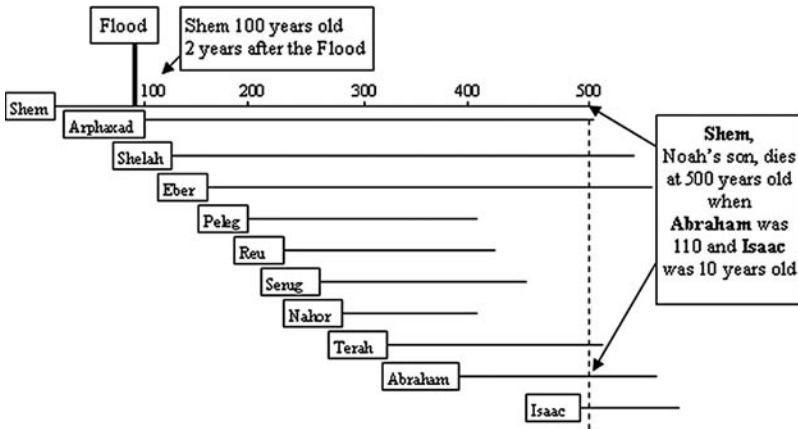 Flood
Shem 100 years old
2 years after the Flood
100 200 300 400 500
Shem
Arphaxad
Shelah
Eber
Peleg
Reu
Serug
Nahor
Terah
Abraham
Isaac
Shem,
Noah's son, dies
at 500 years old
when
Abraham was
110 and Isaac
was 10 years old